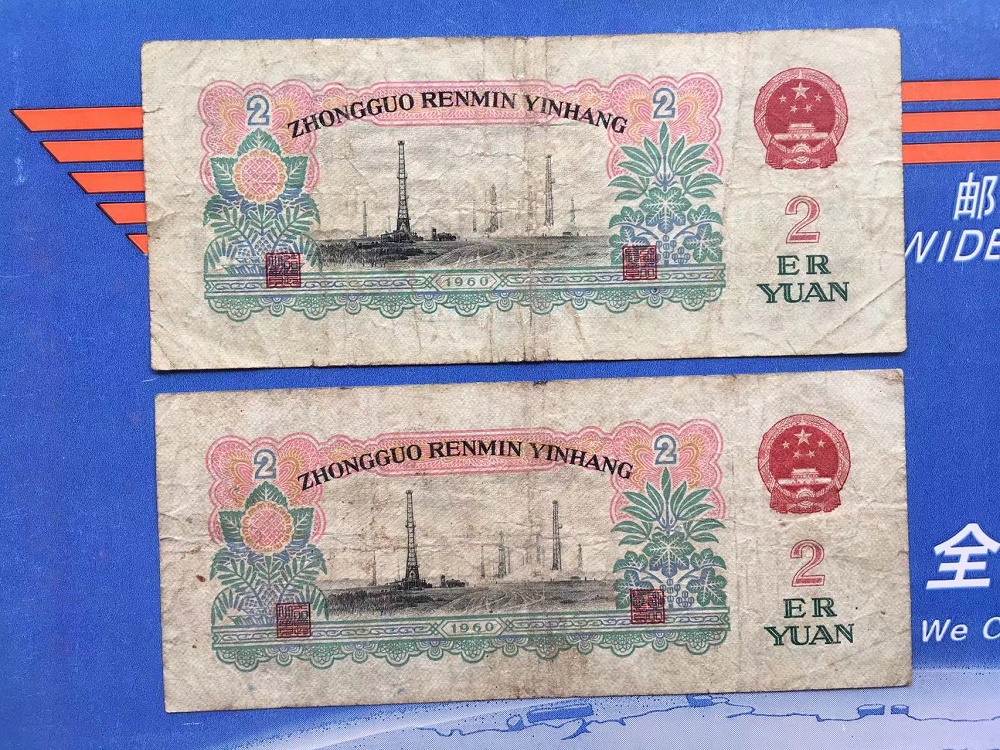 2 2
ZHONGGUO RENMIN YINHANG
2
ER
YUAN
1960
邮
WIDE
2 2
ZHONGGUO RENMIN YINHANG
2
ER
YUAN
1960
全
We C